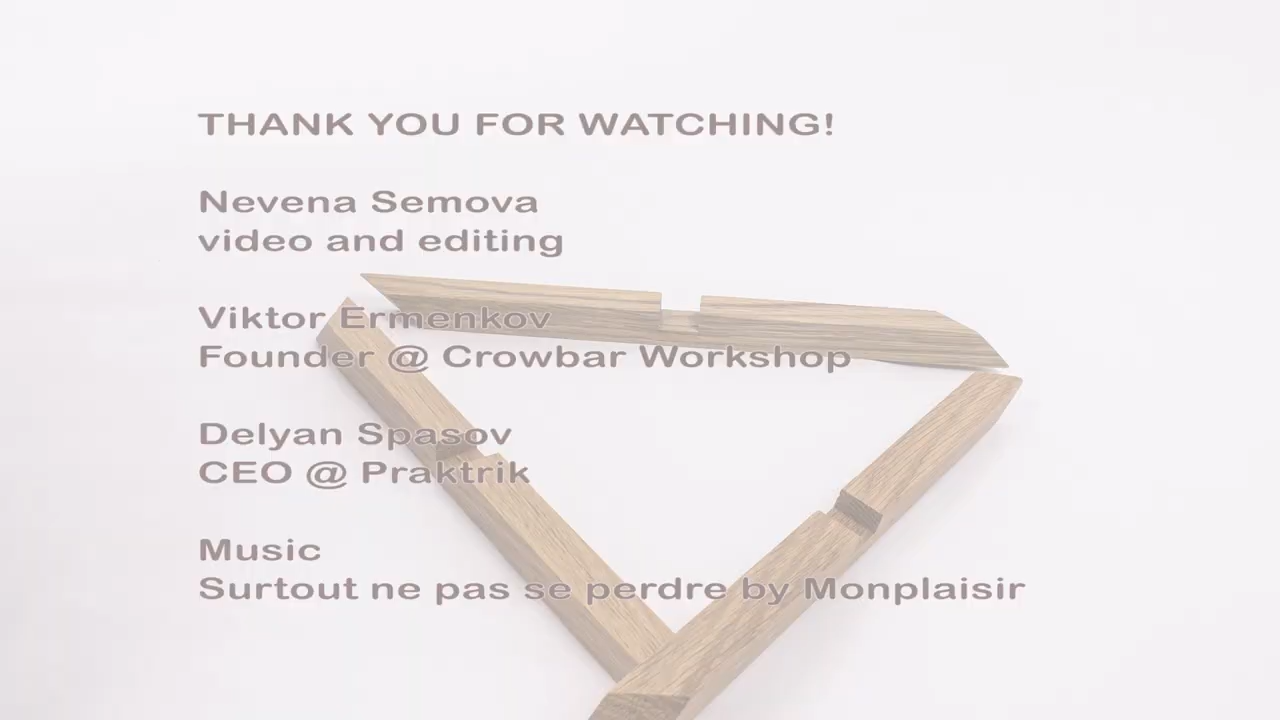 THANK YOU FOR WATCHING!
Nevena Semova
video and editing
Viktor Ermenkov
Founder @ Crowbar Workshop
Delyan Spasov
CEO @ Praktrik
Music
Surtout ne pas se perdre by Monplaisir